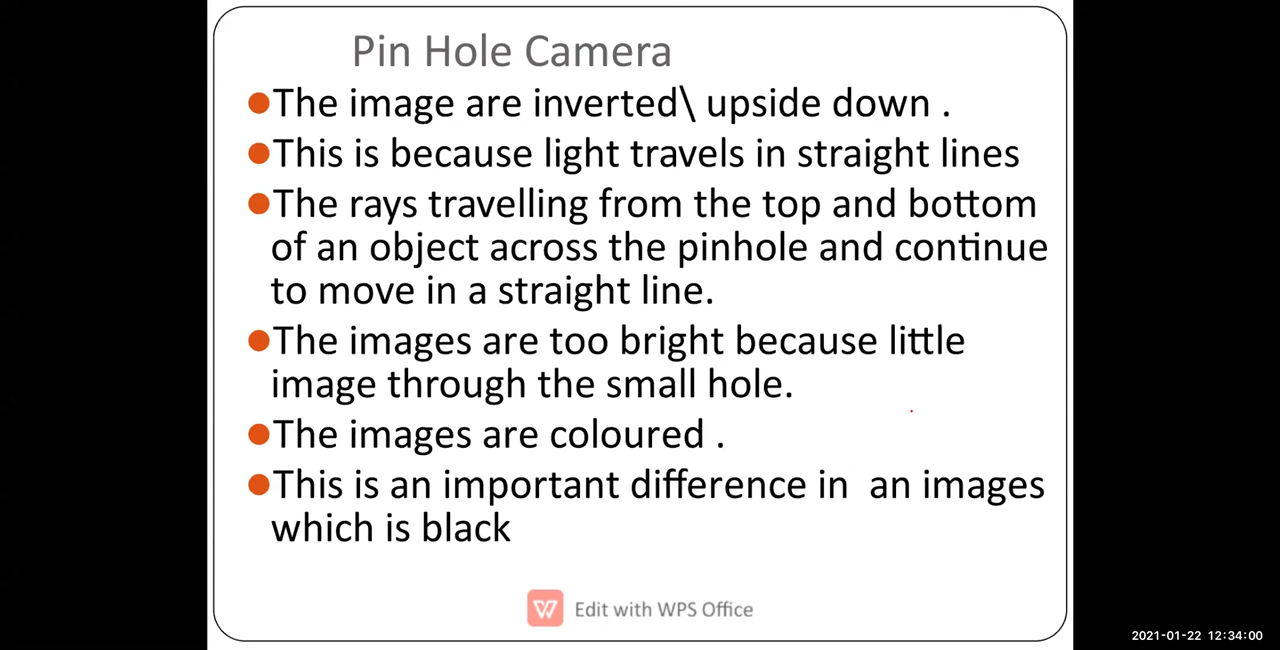 Pin Hole Camera
The image are inverted\ upside down .
This is because light travels in straight lines
The rays travelling from the top and bottom
of an object across the pinhole and continue
to move in a straight line.
The images are too bright because little
image through the small hole.
The images are coloured .
This is an important difference in an images
which is black
Edit with WPS Office
2021-01-22 12:34:00